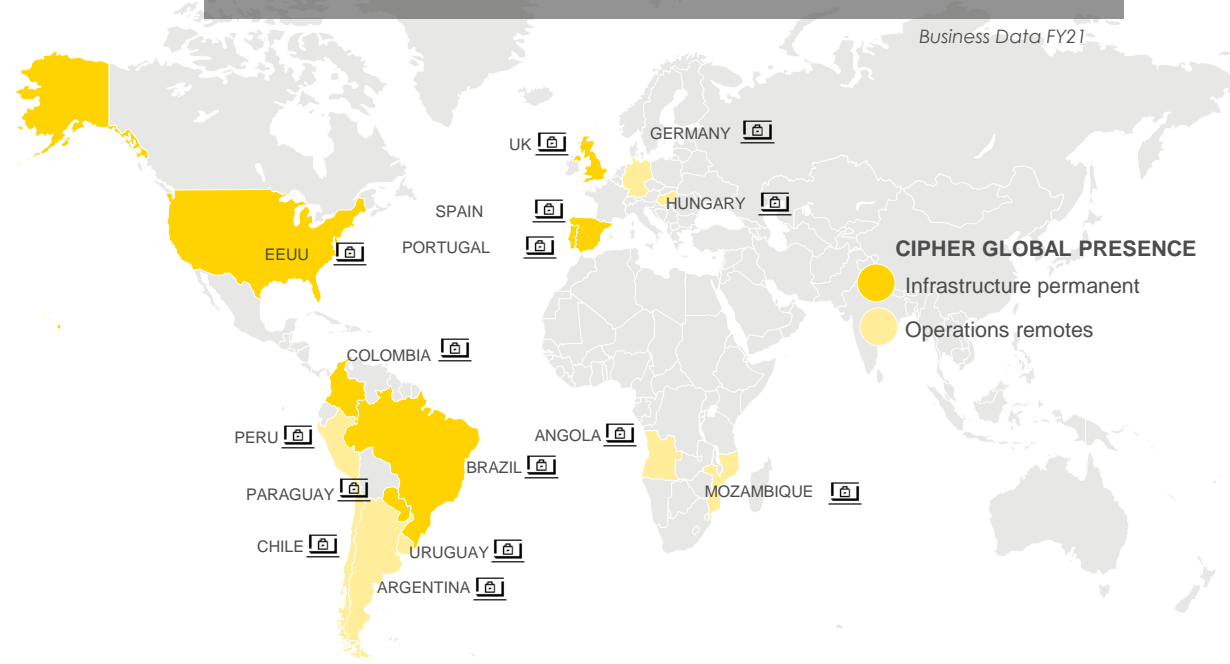 Business Data FY21
UK
GERMANY
HUNGARY
SPAIN
PORTUGAL
EEUU
CIPHER GLOBAL PRESENCE
Infrastructure permanent
Operations remotes
COLOMBIA
PERU
ANGOLA
BRAZIL
PARAGUAY
MOZAMBIQUE
CHILE
URUGUAY
ARGENTINA